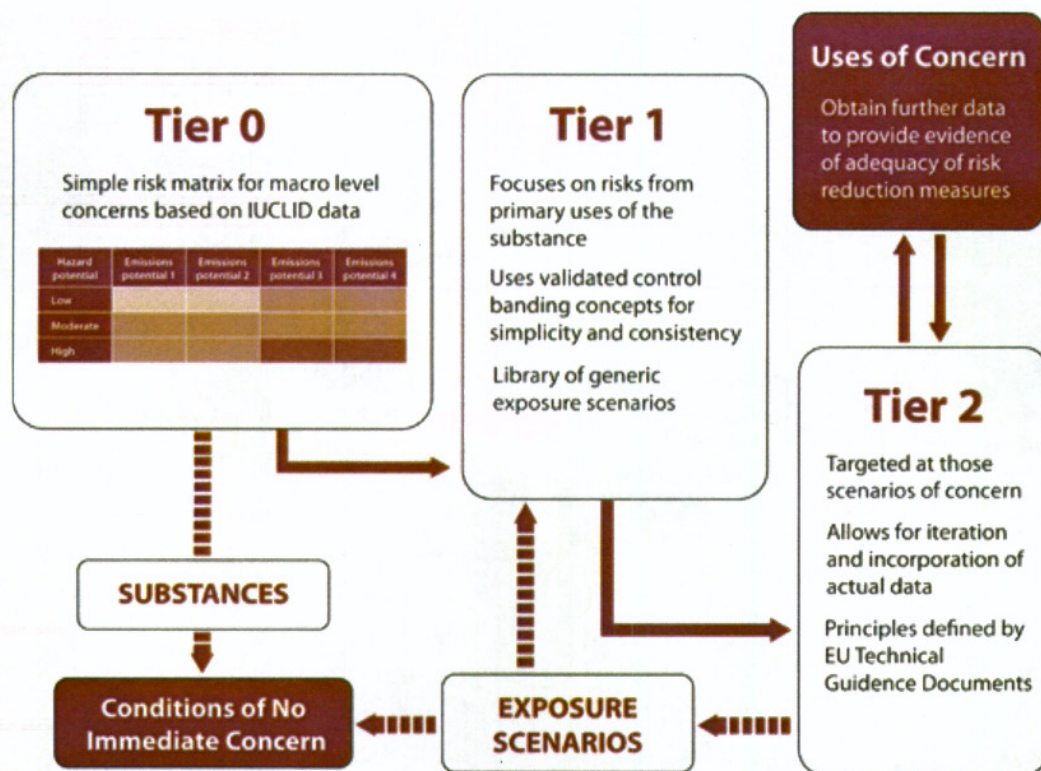 Tier 0
Simple risk matrix for macro level
concerns based on IUCLID data
Hazard potential Emissions potential 1 Emissions potential 2 Emissions potential 3 Emissions potential 4
Low
Moderate
High
Tier 1
Focuses on risks from
primary uses of the
substance
Uses validated control
banding concepts for
simplicity and consistency
Library of generic
exposure scenarios
Uses of Concern
Obtain further data
to provide evidence
of adequacy of risk
reduction measures
Tier 2
Targeted at those
scenarios of concern
Allows for iteration
and incorporation of
actual data
Principles defined by
EU Technical
Guidance Documents
SUBSTANCES
Conditions of No
Immediate Concern
EXPOSURE
SCENARIOS